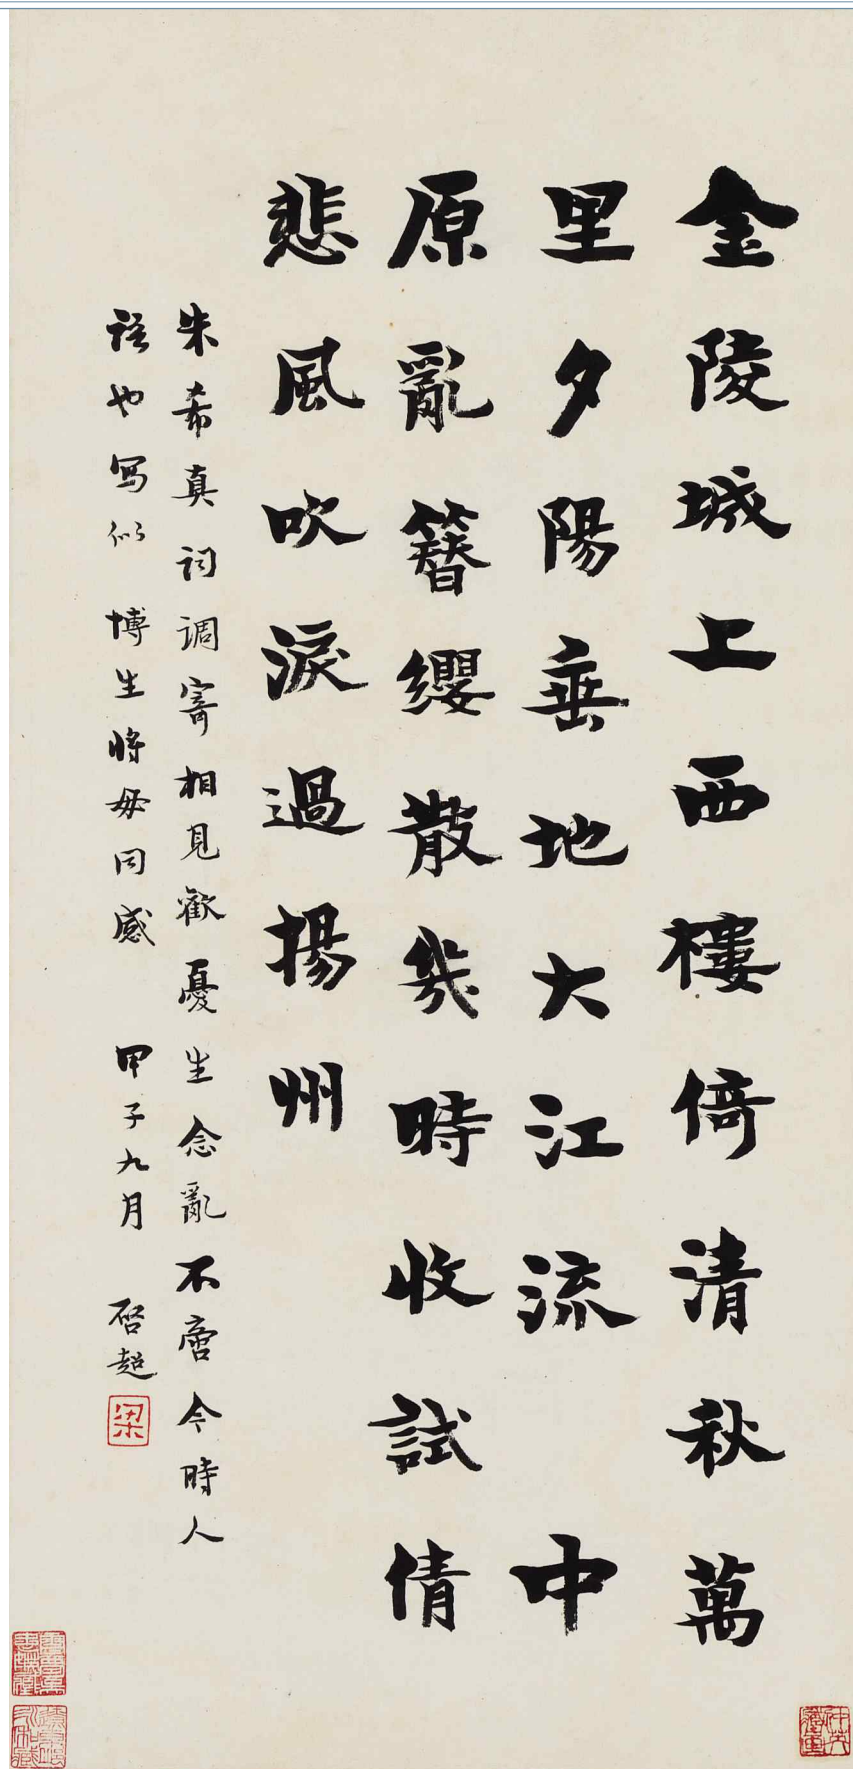 金陵城上西樓倚清秋萬
里夕陽垂地大江流 中
原亂簪纓散幾時收試倩
悲風吹淚過揚州
朱希真詞调寄相見歡憂生念亂不啻今時人
語也写似 博生將毋同感 甲子九月 啓超
梁